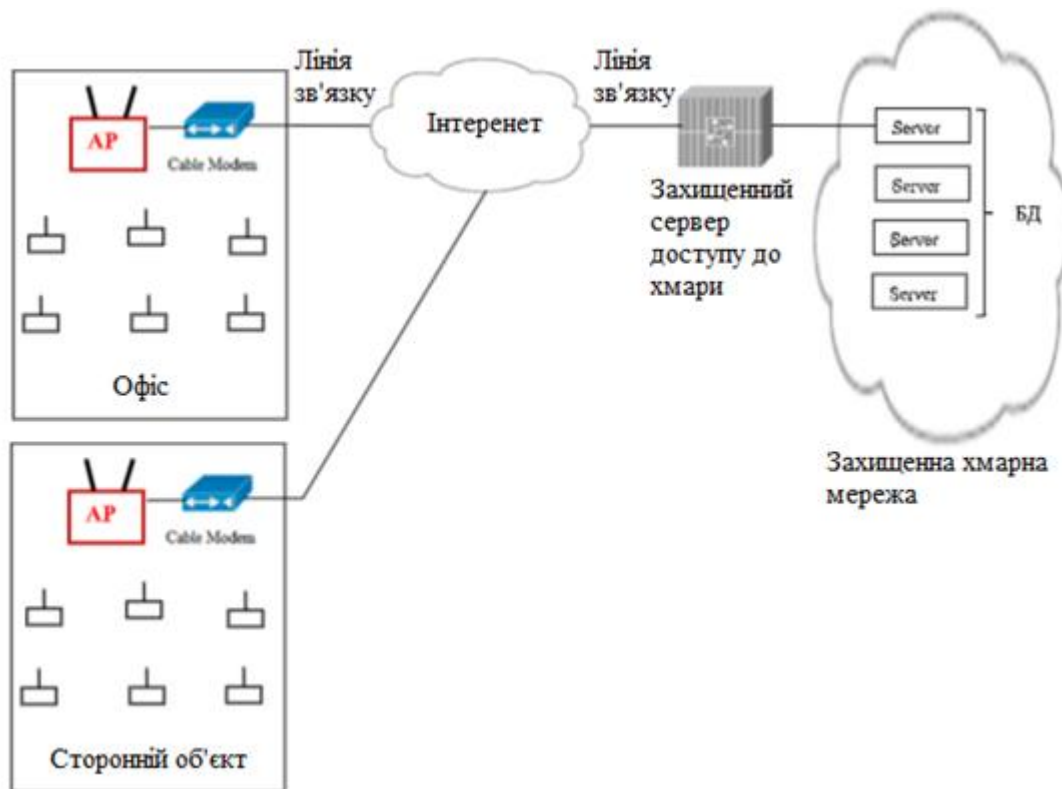 Лінія
зв'язку
Лінія
зв'язку
Інтеренет
AP
Cable Modem
Server
Server
Server
Server
БД
Захищенний
сервер
доступу до
хмари
Офіс
Захищенна хмарна
мережа
AP
Cable Modem
Сторонній об'єкт